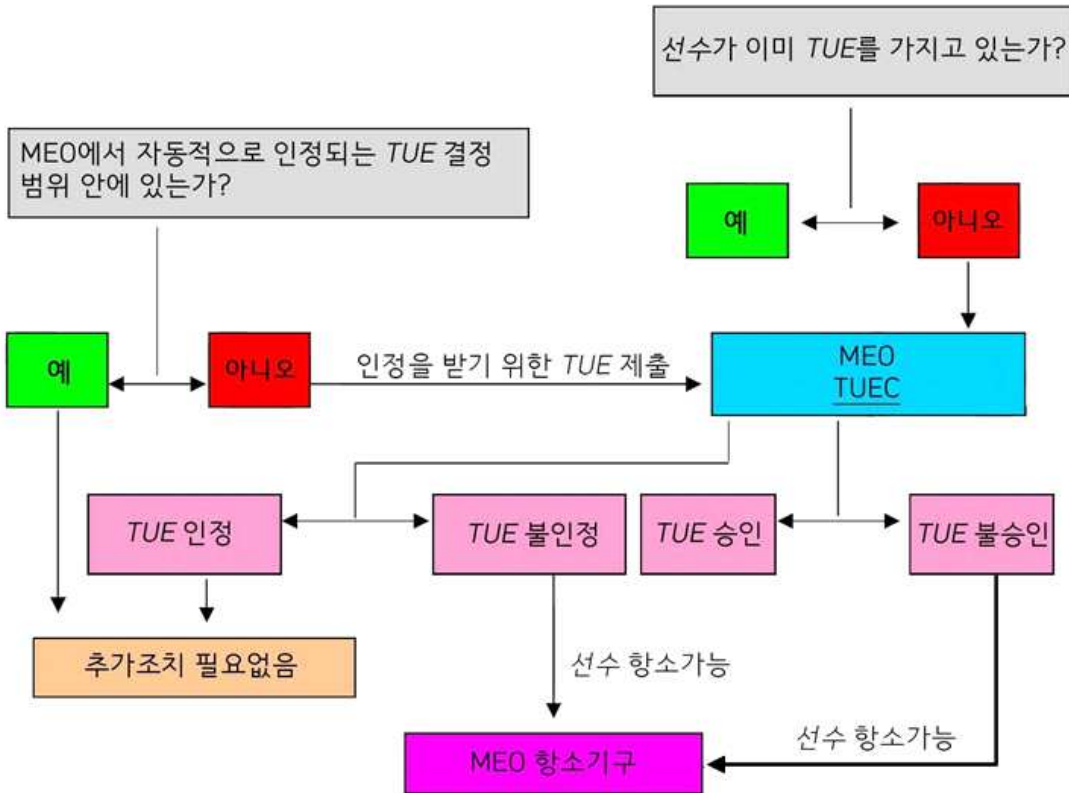 선수가 이미 TUE를 가지고 있는가?
MEO에서 자동적으로 인정되는 TUE 결정
범위 안에 있는가?
예
아니오
예
아니오
인정을 받기 위한 TUE 제출
MEO
TUEC
TUE 인정
TUE 불인정
TUE 승인
TUE 불승인
추가조치 필요없음
선수 항소가능
선수 항소가능
MEO 항소기구